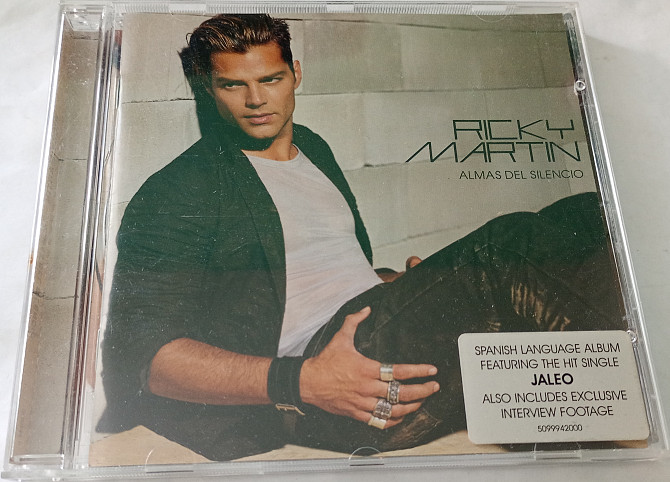 RICKY
MARTIN
ALMAS DEL SILENCIO
SPANISH LANGUAGE ALBUM
FEATURING THE HIT SINGLE
JALEO
ALSO INCLUDES EXCLUSIVE
INTERVIEW FOOTAGE
5099942000